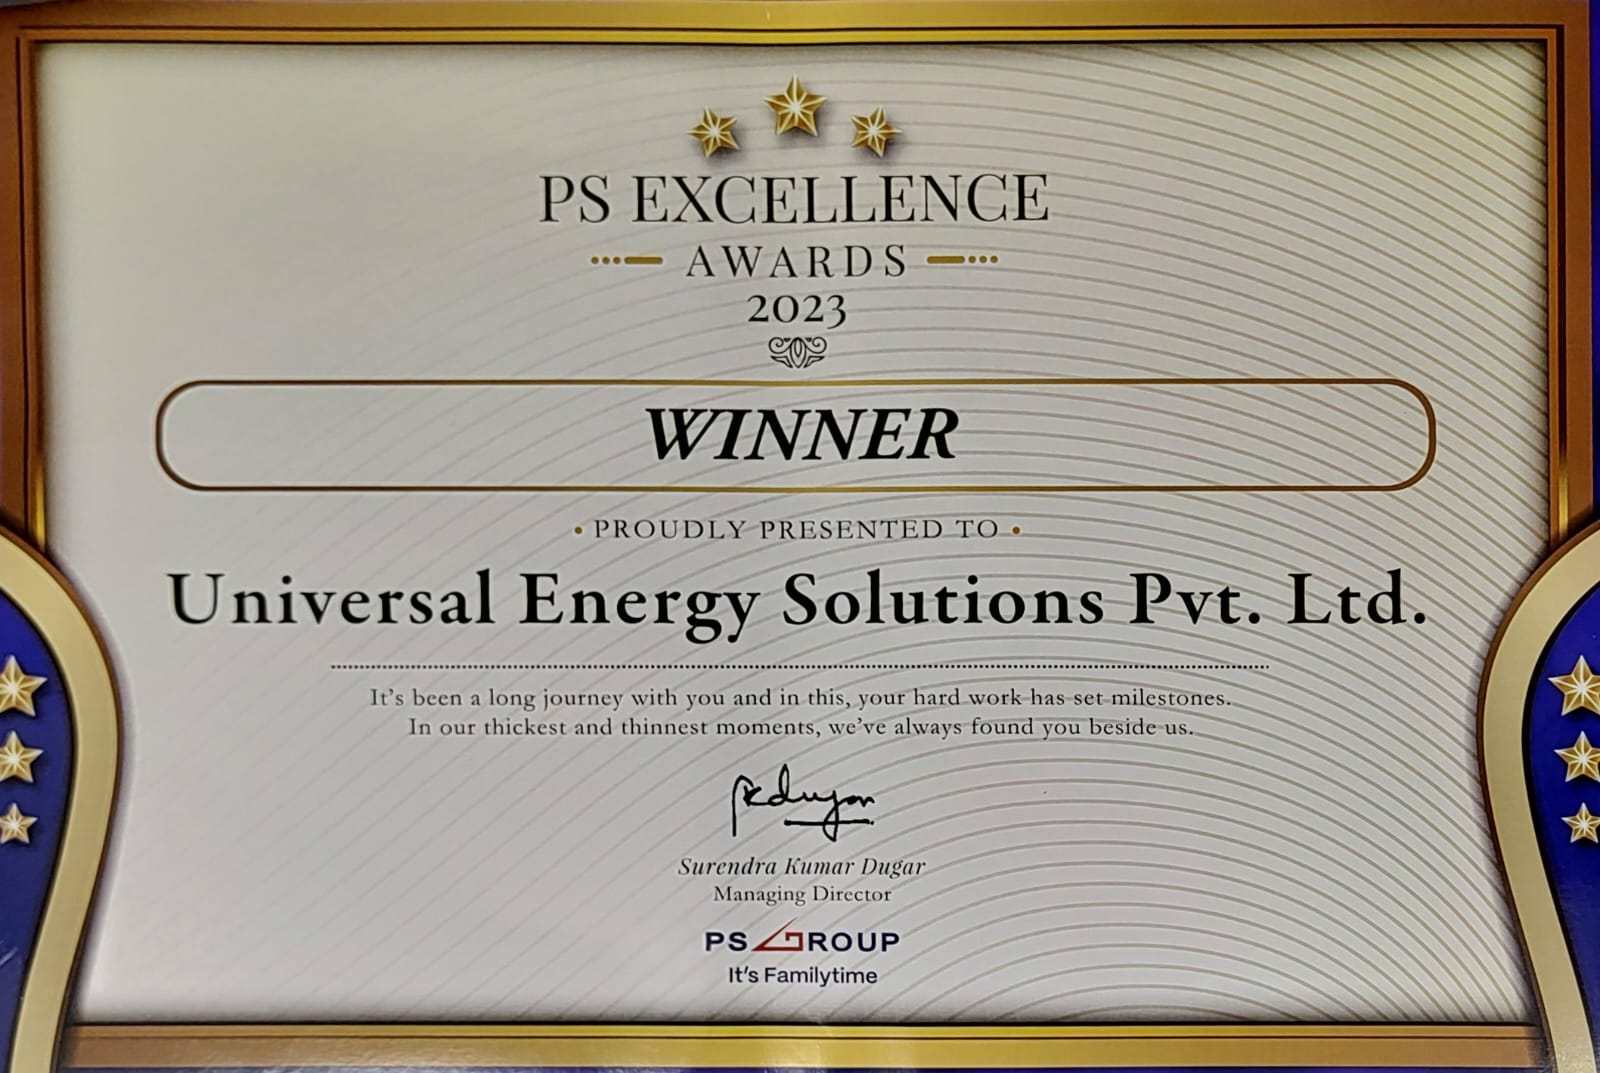 PS EXCELLENCE
AWARDS
2023
WINNER
• PROUDLY PRESENTED TO •
Universal Energy Solutions Pvt. Ltd.
It's been a long journey with you and in this, your hard work has set milestones.
In our thickest and thinnest moments, we've always found you beside us.
Surendra Kumar Dugar
Managing Director
PS GROUP
It's Familytime